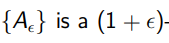 {A_ϵ} is a (1 + ϵ)-